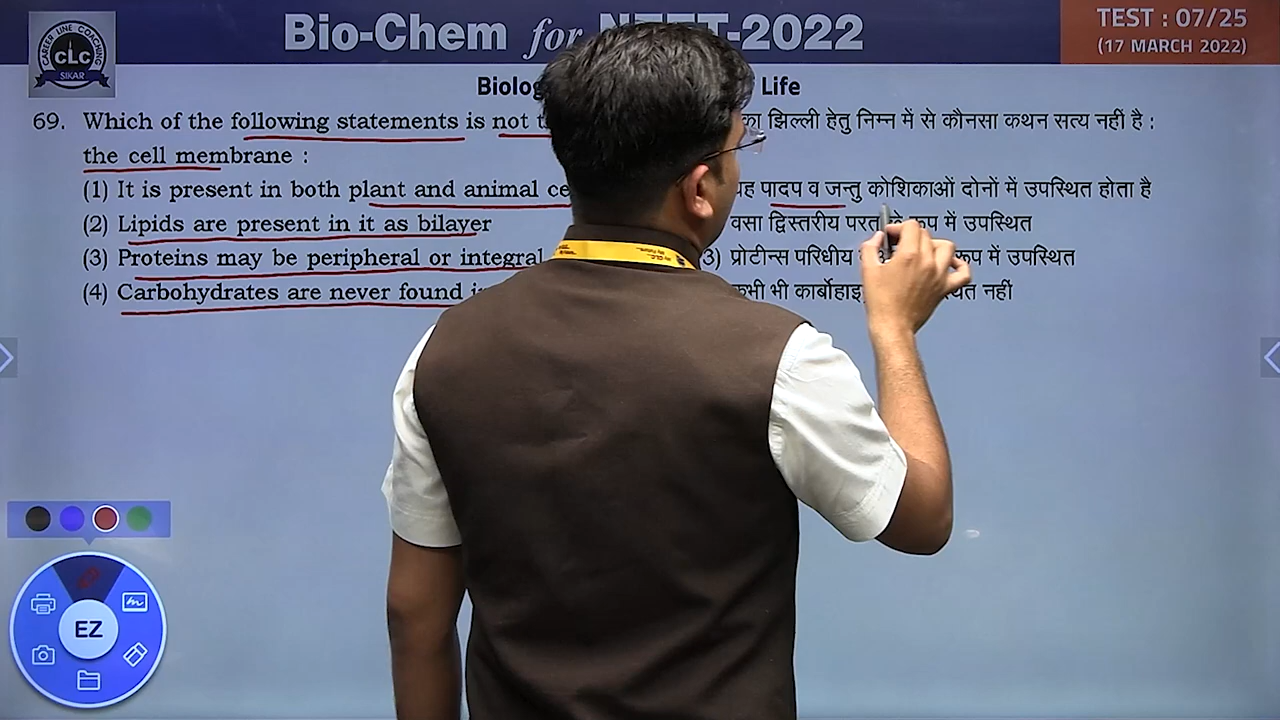 CAREER LINE COACHING
CLC
SIKAR
Bio-Chem for NEET-2022
TEST : 07/25
(17 MARCH 2022)
Life
69. Which of the following statements is not का झिल्ली हेतु निम्न में से कौनसा कथन सत्य नहीं है :
the cell membrane :
(1) It is present in both plant and animal पादप व जन्तु कोशिकाओं दोनों में उपस्थित होता है
(2) Lipids are present in it as bilayer वसा द्विस्तरीय परत रूप में उपस्थित
(3) Proteins may be peripheral or integral (3) प्रोटीन्स परिधीय रूप में उपस्थित
(4) Carbohydrates are never found कभी भी नहीं
EZ